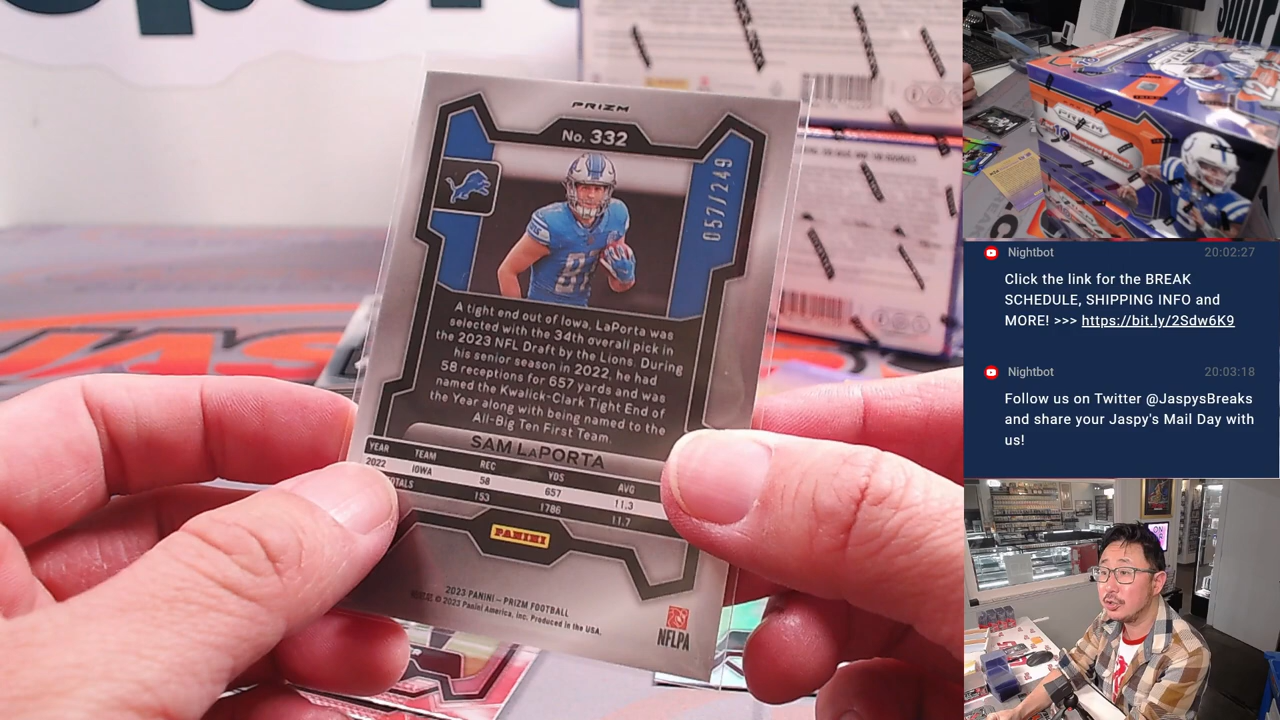 PRIZM
No. 332
057/249
A tight end out of Iowa, LaPorta was
selected with the 34th overall pick in
the 2023 NFL Draft by the Lions. During
his senior season in 2022, he had
58 receptions for 657 yards and was
named the Kwalick-Clark Tight End of
the Year along with being named to the
All-Big Ten First Team.
SAM LAPORTA
YEAR TEAM REC YDS AVG
2022 IOWA 58 657 11.3
TOTALS 153 1786 11.7
PANINI
2023 PANINI – PRIZM FOOTBALL
© 2023 Panini America, Inc. Produced in the USA.
NFLPA
PRIZM
Nightbot 20:02:27
Click the link for the BREAK
SCHEDULE, SHIPPING INFO and
MORE! >>> https://bit.ly/2Sdw6K9
Nightbot 20:03:18
Follow us on Twitter @JaspysBreaks
and share your Jaspy's Mail Day with
us!